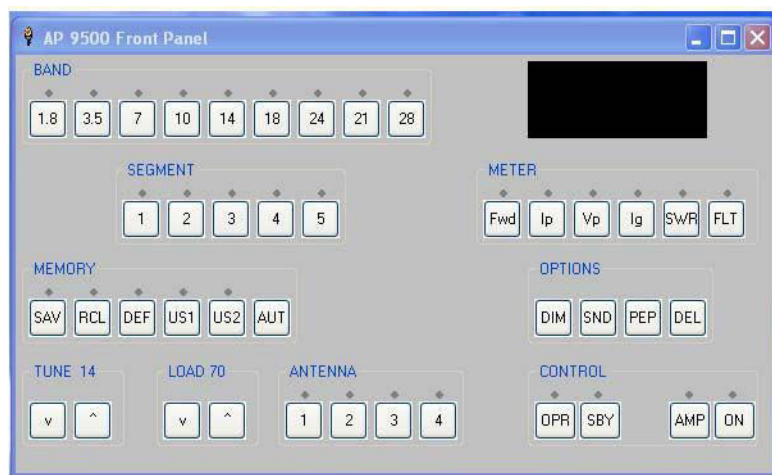 AP 9500 Front Panel
BAND
1.8 3.5 7 10 14 18 24 21 28
SEGMENT
1 2 3 4 5
METER
Fwd Ip Vp Ig SWR FLT
MEMORY
SAV RCL DEF US1 US2 AUT
OPTIONS
DIM SND PEP DEL
TUNE 14
v ^
LOAD 70
v ^
ANTENNA
1 2 3 4
CONTROL
OPR SBY AMP ON